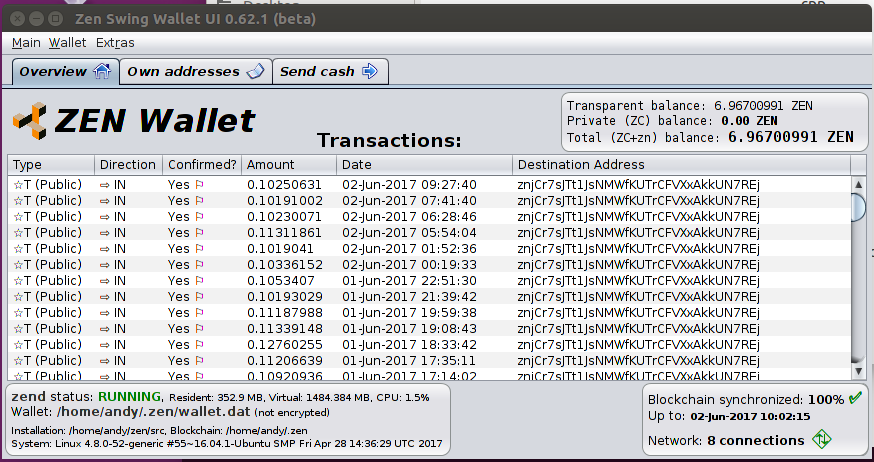 Zen Swing Wallet UI 0.62.1 (beta)
Main Wallet Extras
Overview Own addresses Send cash
ZEN Wallet
Transactions:
Transparent balance: 6.96700991 ZEN
Private (ZC) balance: 0.00 ZEN
Total (ZC+zn) balance: 6.96700991 ZEN
Type Direction Confirmed? Amount Date Destination Address
☆T (Public) ⇨ IN Yes ⚐ 0.10250631 02-Jun-2017 09:27:40 znjCr7sJTt1JsNMWfKUTrCFVXxAkkUN7REj
☆T (Public) ⇨ IN Yes ⚐ 0.10191002 02-Jun-2017 07:41:40 znjCr7sJTt1JsNMWfKUTrCFVXxAkkUN7REj
☆T (Public) ⇨ IN Yes ⚐ 0.10230071 02-Jun-2017 06:28:46 znjCr7sJTt1JsNMWfKUTrCFVXxAkkUN7REj
☆T (Public) ⇨ IN Yes ⚐ 0.11311861 02-Jun-2017 05:54:04 znjCr7sJTt1JsNMWfKUTrCFVXxAkkUN7REj
☆T (Public) ⇨ IN Yes ⚐ 0.1019041 02-Jun-2017 01:52:36 znjCr7sJTt1JsNMWfKUTrCFVXxAkkUN7REj
☆T (Public) ⇨ IN Yes ⚐ 0.10336152 02-Jun-2017 00:19:33 znjCr7sJTt1JsNMWfKUTrCFVXxAkkUN7REj
☆T (Public) ⇨ IN Yes ⚐ 0.1053407 01-Jun-2017 22:51:30 znjCr7sJTt1JsNMWfKUTrCFVXxAkkUN7REj
☆T (Public) ⇨ IN Yes ⚐ 0.10193029 01-Jun-2017 21:39:42 znjCr7sJTt1JsNMWfKUTrCFVXxAkkUN7REj
☆T (Public) ⇨ IN Yes ⚐ 0.11187988 01-Jun-2017 19:59:38 znjCr7sJTt1JsNMWfKUTrCFVXxAkkUN7REj
☆T (Public) ⇨ IN Yes ⚐ 0.11339148 01-Jun-2017 19:08:43 znjCr7sJTt1JsNMWfKUTrCFVXxAkkUN7REj
☆T (Public) ⇨ IN Yes ⚐ 0.12760255 01-Jun-2017 18:33:42 znjCr7sJTt1JsNMWfKUTrCFVXxAkkUN7REj
☆T (Public) ⇨ IN Yes ⚐ 0.11206639 01-Jun-2017 17:35:11 znjCr7sJTt1JsNMWfKUTrCFVXxAkkUN7REj
☆T (Public) ⇨ IN Yes ⚐ 0.10920936 01-Jun-2017 17:14:02 znjCr7sJTt1JsNMWfKUTrCFVXxAkkUN7REj
zend status: RUNNING, Resident: 352.9 MB, Virtual: 1484.384 MB, CPU: 1.5%
Wallet: /home/andy/.zen/wallet.dat (not encrypted)
Installation: /home/andy/zen/src, Blockchain: /home/andy/.zen
System: Linux 4.8.0-52-generic #55~16.04.1-Ubuntu SMP Fri Apr 28 14:36:29 UTC 2017
Blockchain synchronized: 100% ✔
Up to: 02-Jun-2017 10:02:15
Network: 8 connections